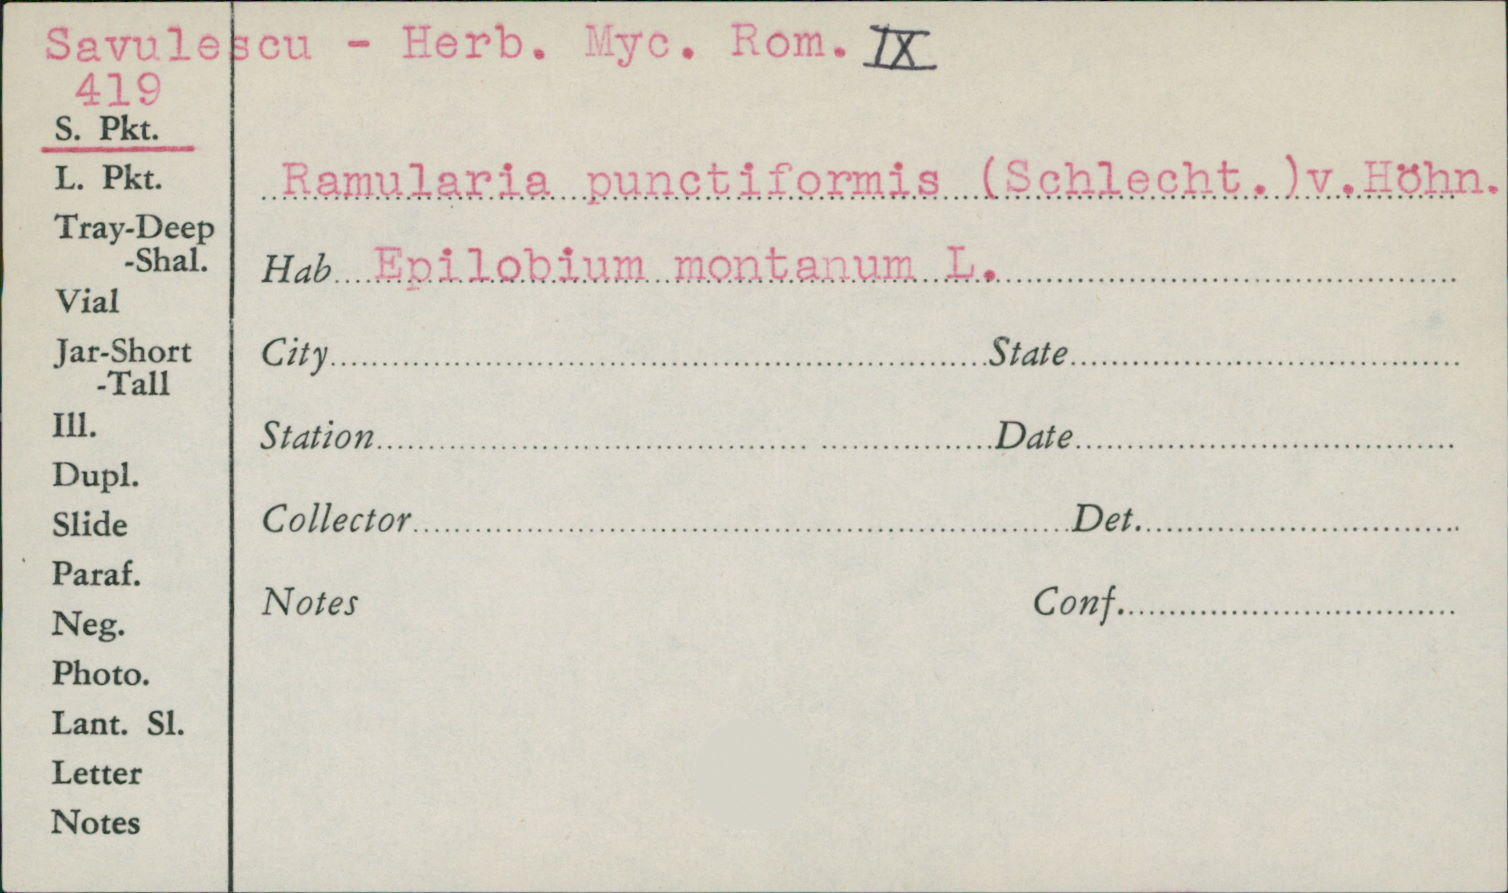 Savulescu - Herb. Myc. Rom. IX
419
S. Pkt.
L. Pkt.
Tray-Deep
-Shal.
Vial
Jar-Short
-Tall
Ill.
Dupl.
Slide
Paraf.
Neg.
Photo.
Lant. Sl.
Letter
Notes
Ramularia punctiformis (Schlecht.)v.Höhn.
Hab Epilobium montanum L.
City State
Station Date
Collector Det.
Notes Conf.